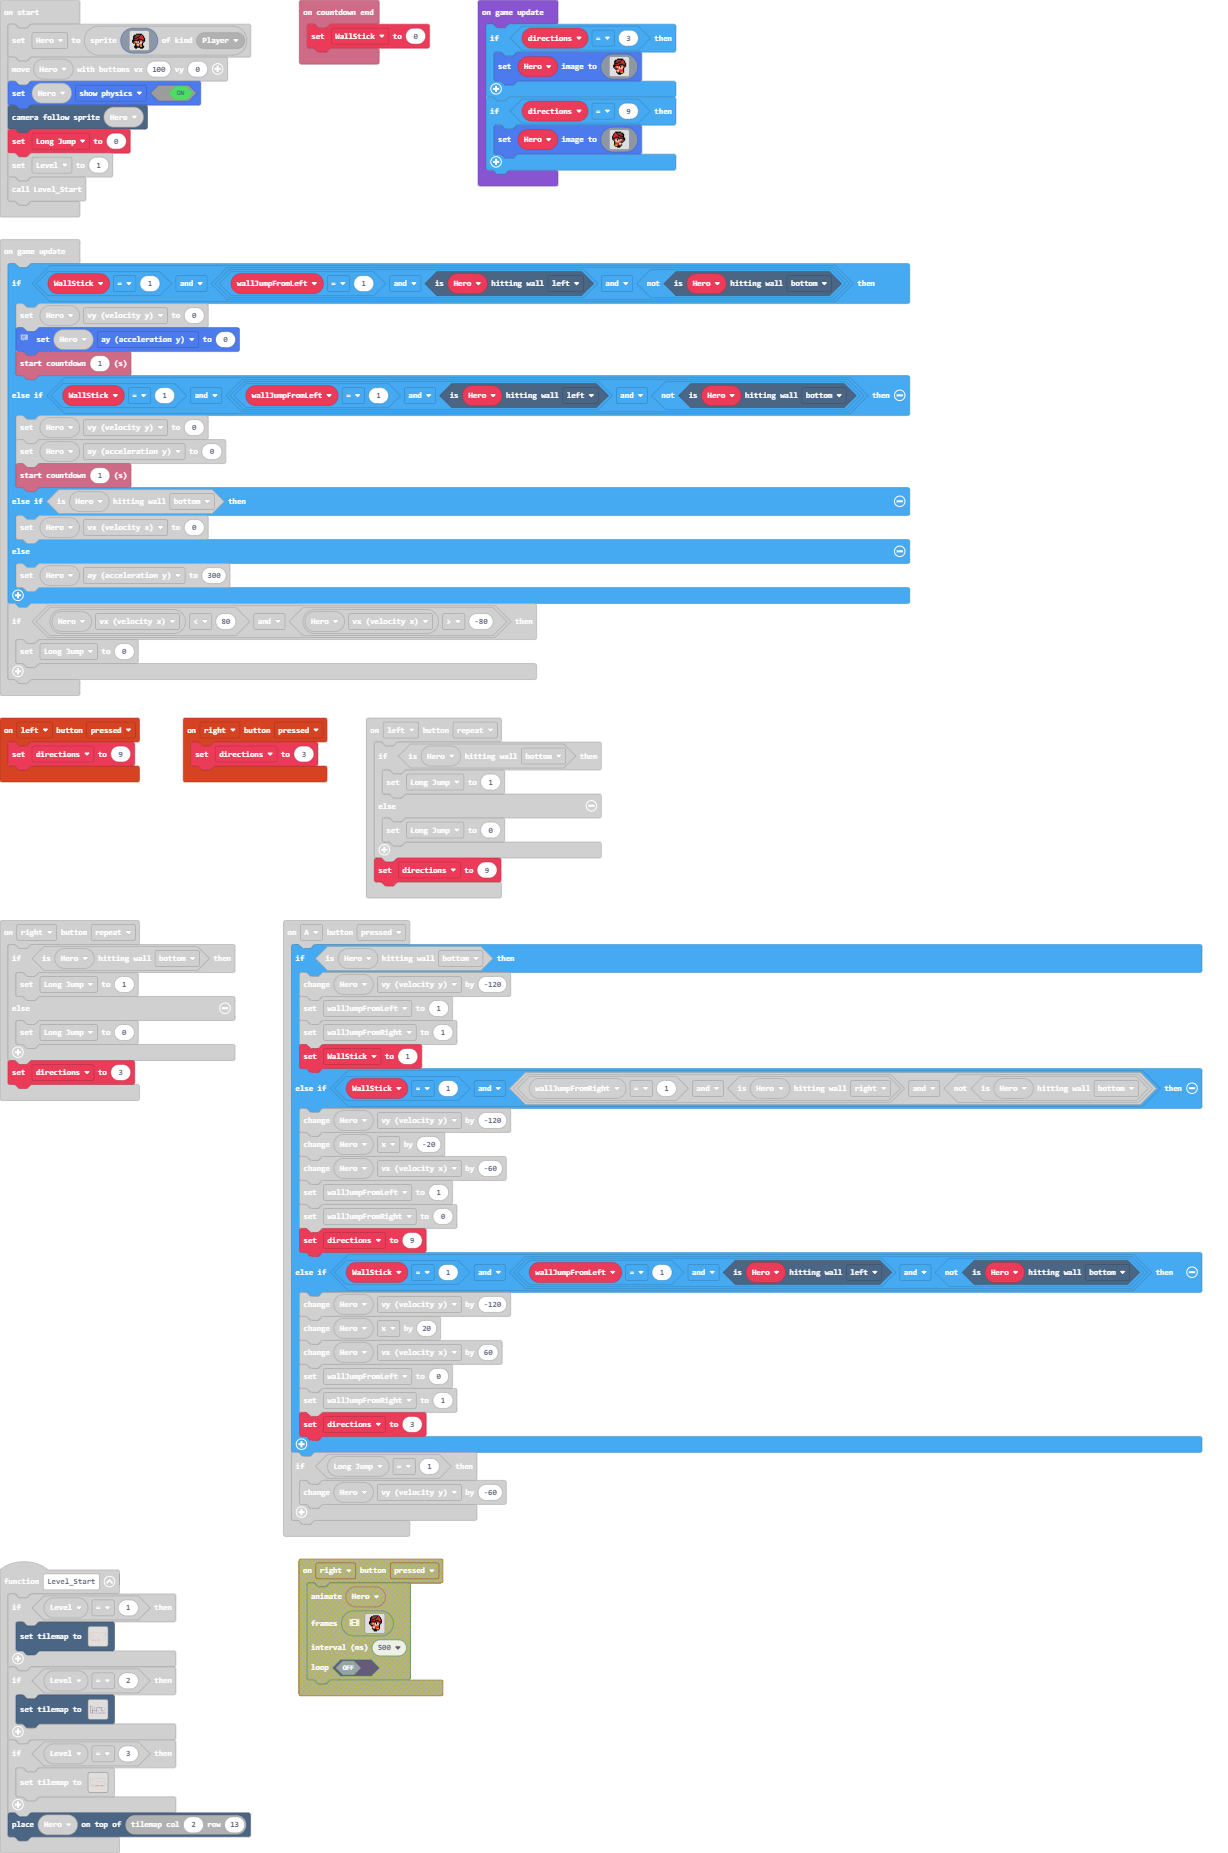 on start
set Hero to sprite of kind Player
move Hero with buttons vx 100 vy 0
set Hero show physics ON
camera follow sprite Hero
set Long Jump to 0
set Level to 1
call Level_Start
on countdown end
set WallStick to 0
on game update
if directions = 3 then
set Hero image to
if directions = 9 then
set Hero image to
on game update
if WallStick = 1 and wallJumpFromLeft = 1 and is Hero hitting wall left and not is Hero hitting wall bottom then
set Hero vy (velocity y) to 0
set Hero ay (acceleration y) to 0
start countdown 1 (s)
else if WallStick = 1 and wallJumpFromLeft = 1 and is Hero hitting wall left and not is Hero hitting wall bottom then
set Hero vy (velocity y) to 0
set Hero ay (acceleration y) to 0
start countdown 1 (s)
else if is Hero hitting wall bottom then
set Hero vx (velocity x) to 0
else
set Hero ay (acceleration y) to 300
if Hero vx (velocity x) < 80 and Hero vx (velocity x) > -80 then
set Long Jump to 0
on left button pressed
set directions to 9
on right button pressed
set directions to 3
on left button repeat
if is Hero hitting wall bottom then
set Long Jump to 1
else
set Long Jump to 0
set directions to 9
on right button repeat
if is Hero hitting wall bottom then
set Long Jump to 1
else
set Long Jump to 0
set directions to 3
on A button pressed
if is Hero hitting wall bottom then
change Hero vy (velocity y) by -120
set wallJumpFromLeft to 1
set wallJumpFromRight to 1
set WallStick to 1
else if WallStick = 1 and wallJumpFromRight = 1 and is Hero hitting wall right and not is Hero hitting wall bottom then
change Hero vy (velocity y) by -120
change Hero x by -20
change Hero vx (velocity x) by -60
set wallJumpFromLeft to 1
set wallJumpFromRight to 0
set directions to 9
else if WallStick = 1 and wallJumpFromLeft = 1 and is Hero hitting wall left and not is Hero hitting wall bottom then
change Hero vy (velocity y) by -120
change Hero x by 20
change Hero vx (velocity x) by 60
set wallJumpFromLeft to 0
set wallJumpFromRight to 1
set directions to 3
if Long Jump = 1 then
change Hero vy (velocity y) by -60
function Level_Start
if Level = 1 then
set tilemap to
if Level = 2 then
set tilemap to
if Level = 3 then
set tilemap to
place Hero on top of tilemap col 2 row 13
on right button pressed
animate Hero
frames
interval (ms) 500
loop OFF